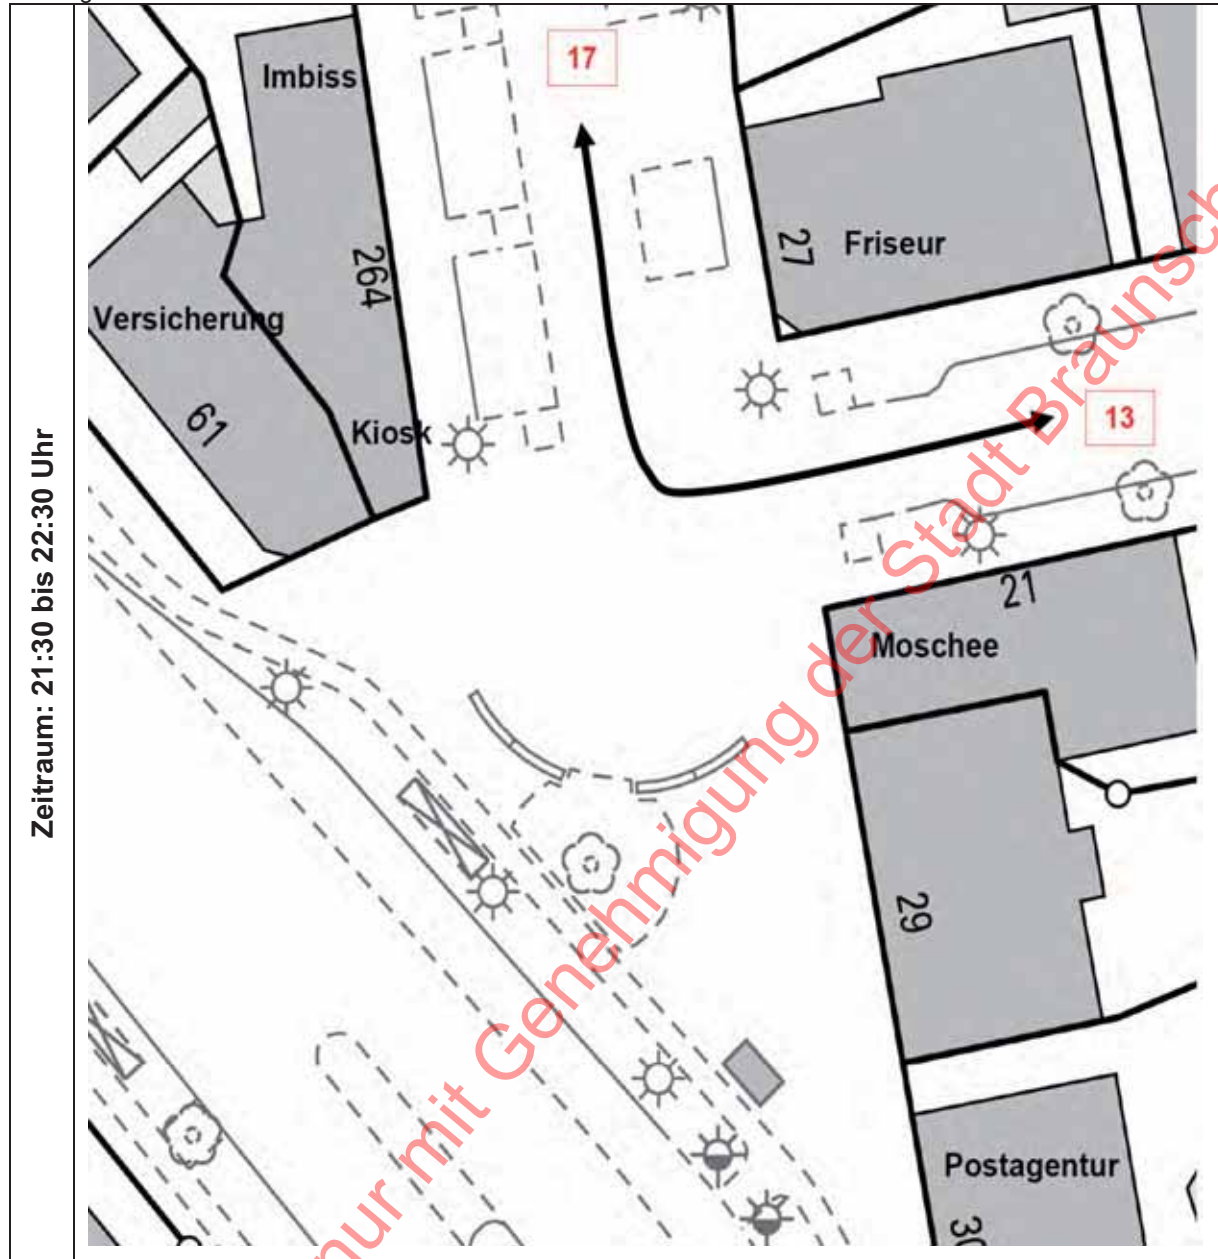 Zeitraum: 21:30 bis 22:30 Uhr
17
Imbiss
27
Friseur
264
Versicherung
61
Kiosk
13
21
Moschee
29
Postagentur
30
nur mit Genehmigung der Stadt Braunsch